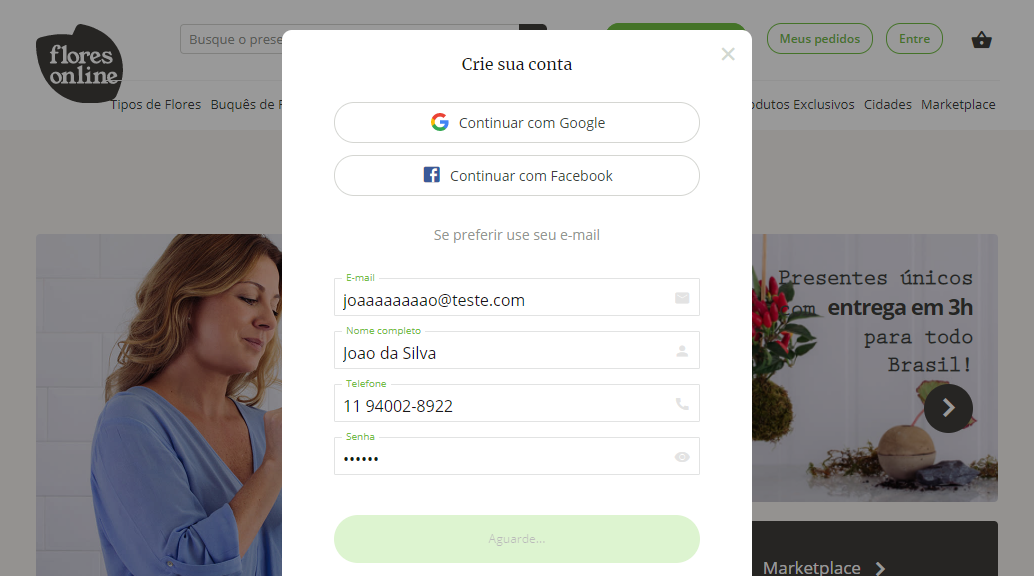 flores
online
Busque o prese
Meus pedidos
Entre
Tipos de Flores
Buquês de F
odutos Exclusivos
Cidades
Marketplace
Crie sua conta
Continuar com Google
Continuar com Facebook
Se preferir use seu e-mail
E-mail
joaaaaaaaao@teste.com
Nome completo
Joao da Silva
Telefone
11 94002-8922
Senha
••••••
Aguarde...
Presentes únicos
com entrega em 3h
para todo
Brasil!
Marketplace